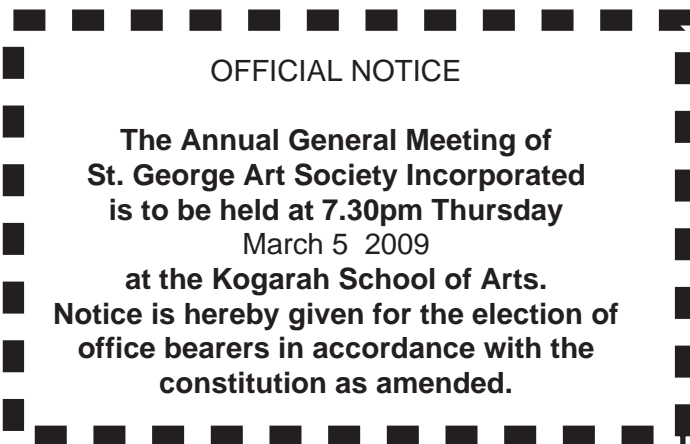 OFFICIAL NOTICE
The Annual General Meeting of
St. George Art Society Incorporated
is to be held at 7.30pm Thursday
March 5  2009
at the Kogarah School of Arts.
Notice is hereby given for the election of
office bearers in accordance with the
constitution as amended.